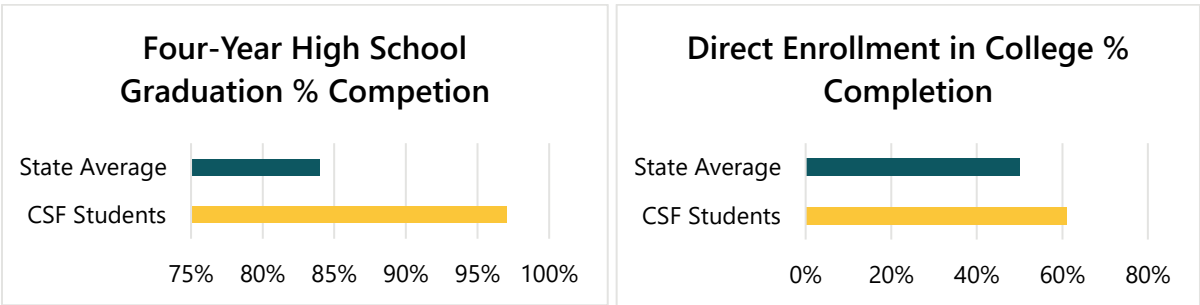 Four-Year High School
Graduation % Competion
State Average
CSF Students
75% 80% 85% 90% 95% 100%
Direct Enrollment in College %
Completion
State Average
CSF Students
0% 20% 40% 60% 80%